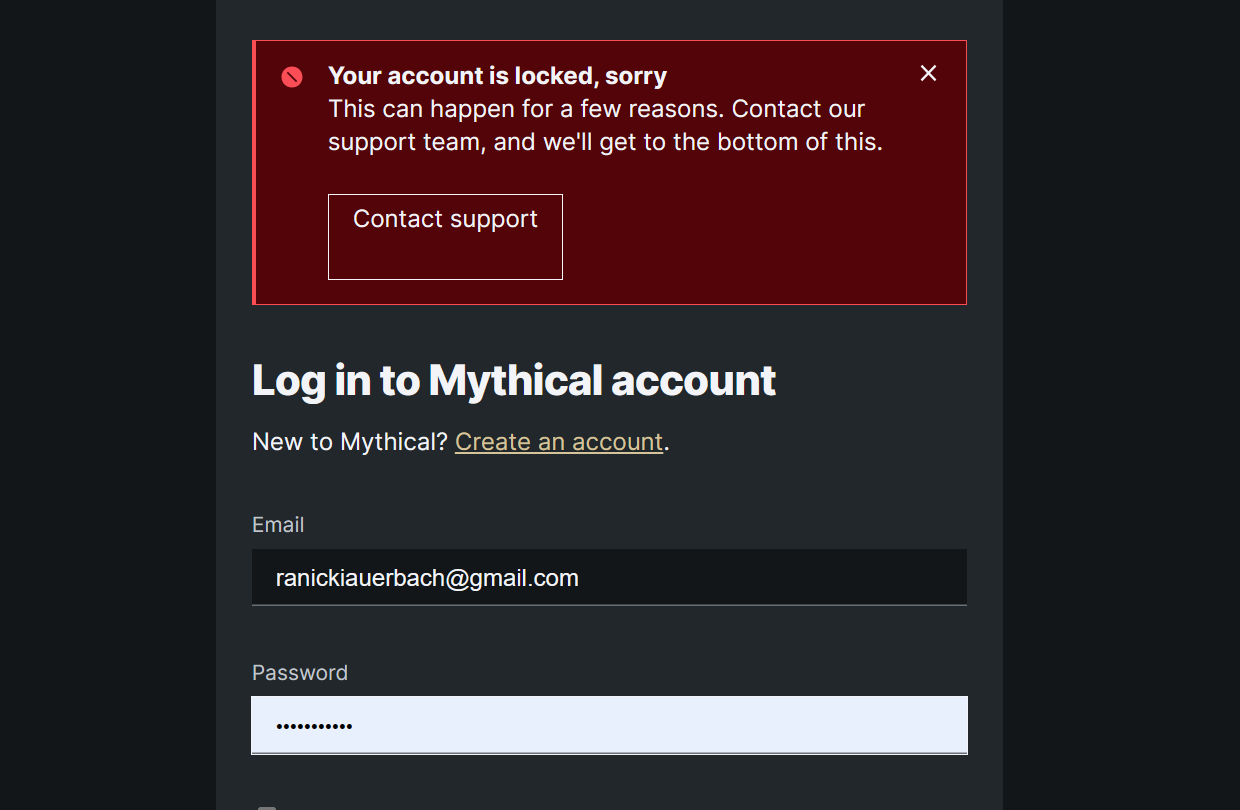 Your account is locked, sorry
This can happen for a few reasons. Contact our
support team, and we'll get to the bottom of this.
Contact support
Log in to Mythical account
New to Mythical? Create an account.
Email
ranickiauerbach@gmail.com
Password
•••••••••••